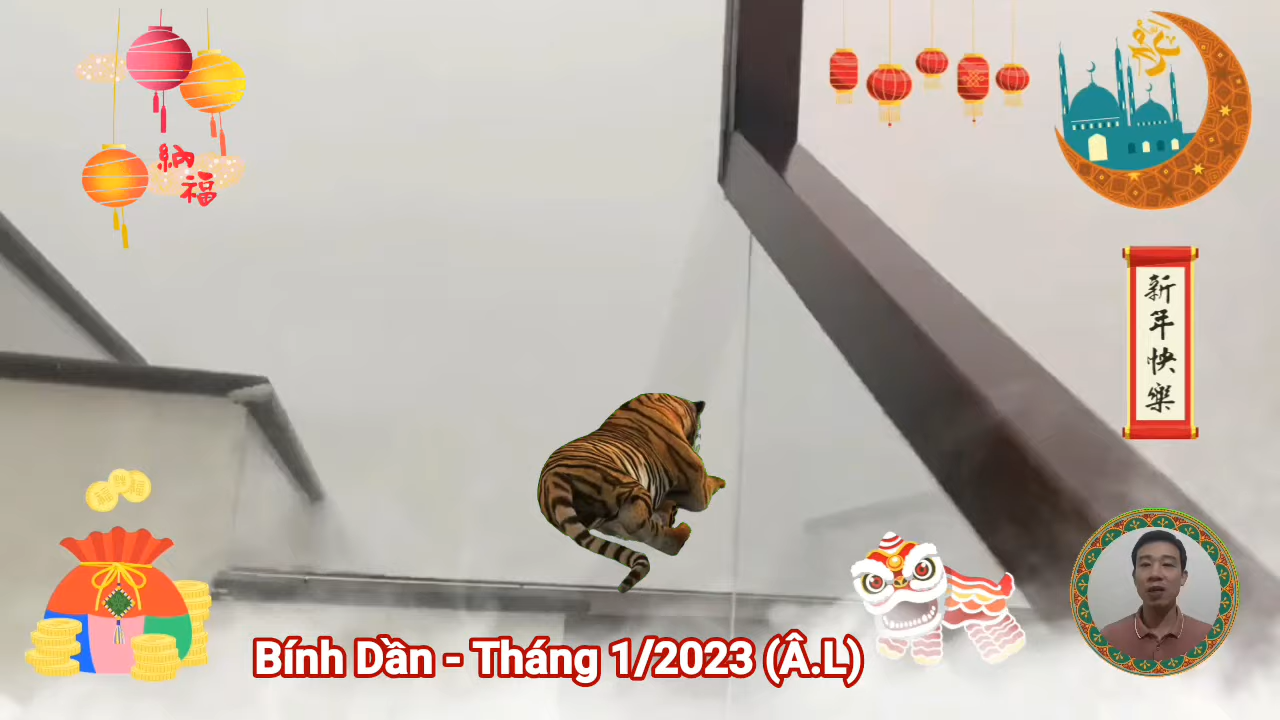 納
福
新
年
快
樂
Bính Dần - Tháng 1/2023 (Â.L)